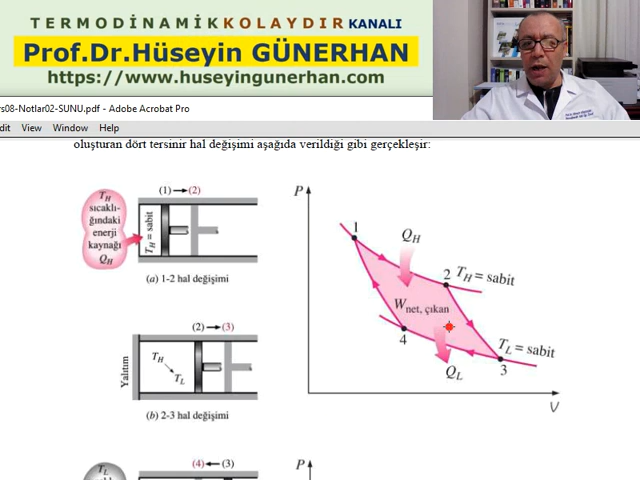 TERMODİNAMİKKOLAYDIR KANALI
Prof.Dr.Hüseyin GÜNERHAN
https://www.huseyingunerhan.com
s08-Notlar02-SUNU.pdf - Adobe Acrobat Pro
dit View Window Help
oluşturan dört tersinir hal değişimi aşağıda verildiği gibi gerçekleşir:
(1) → (2)
T_H
sıcaklı-
ğındaki
enerji
kaynağı
Q_H
T_H = sabit
(a) 1-2 hal değişimi
(2) → (3)
Yalıtım
T_H
T_L
(b) 2-3 hal değişimi
(4) ← (3)
T_L
P
1
Q_H
2 T_H = sabit
W_net, çıkan
4
T_L = sabit
Q_L
3
V
P